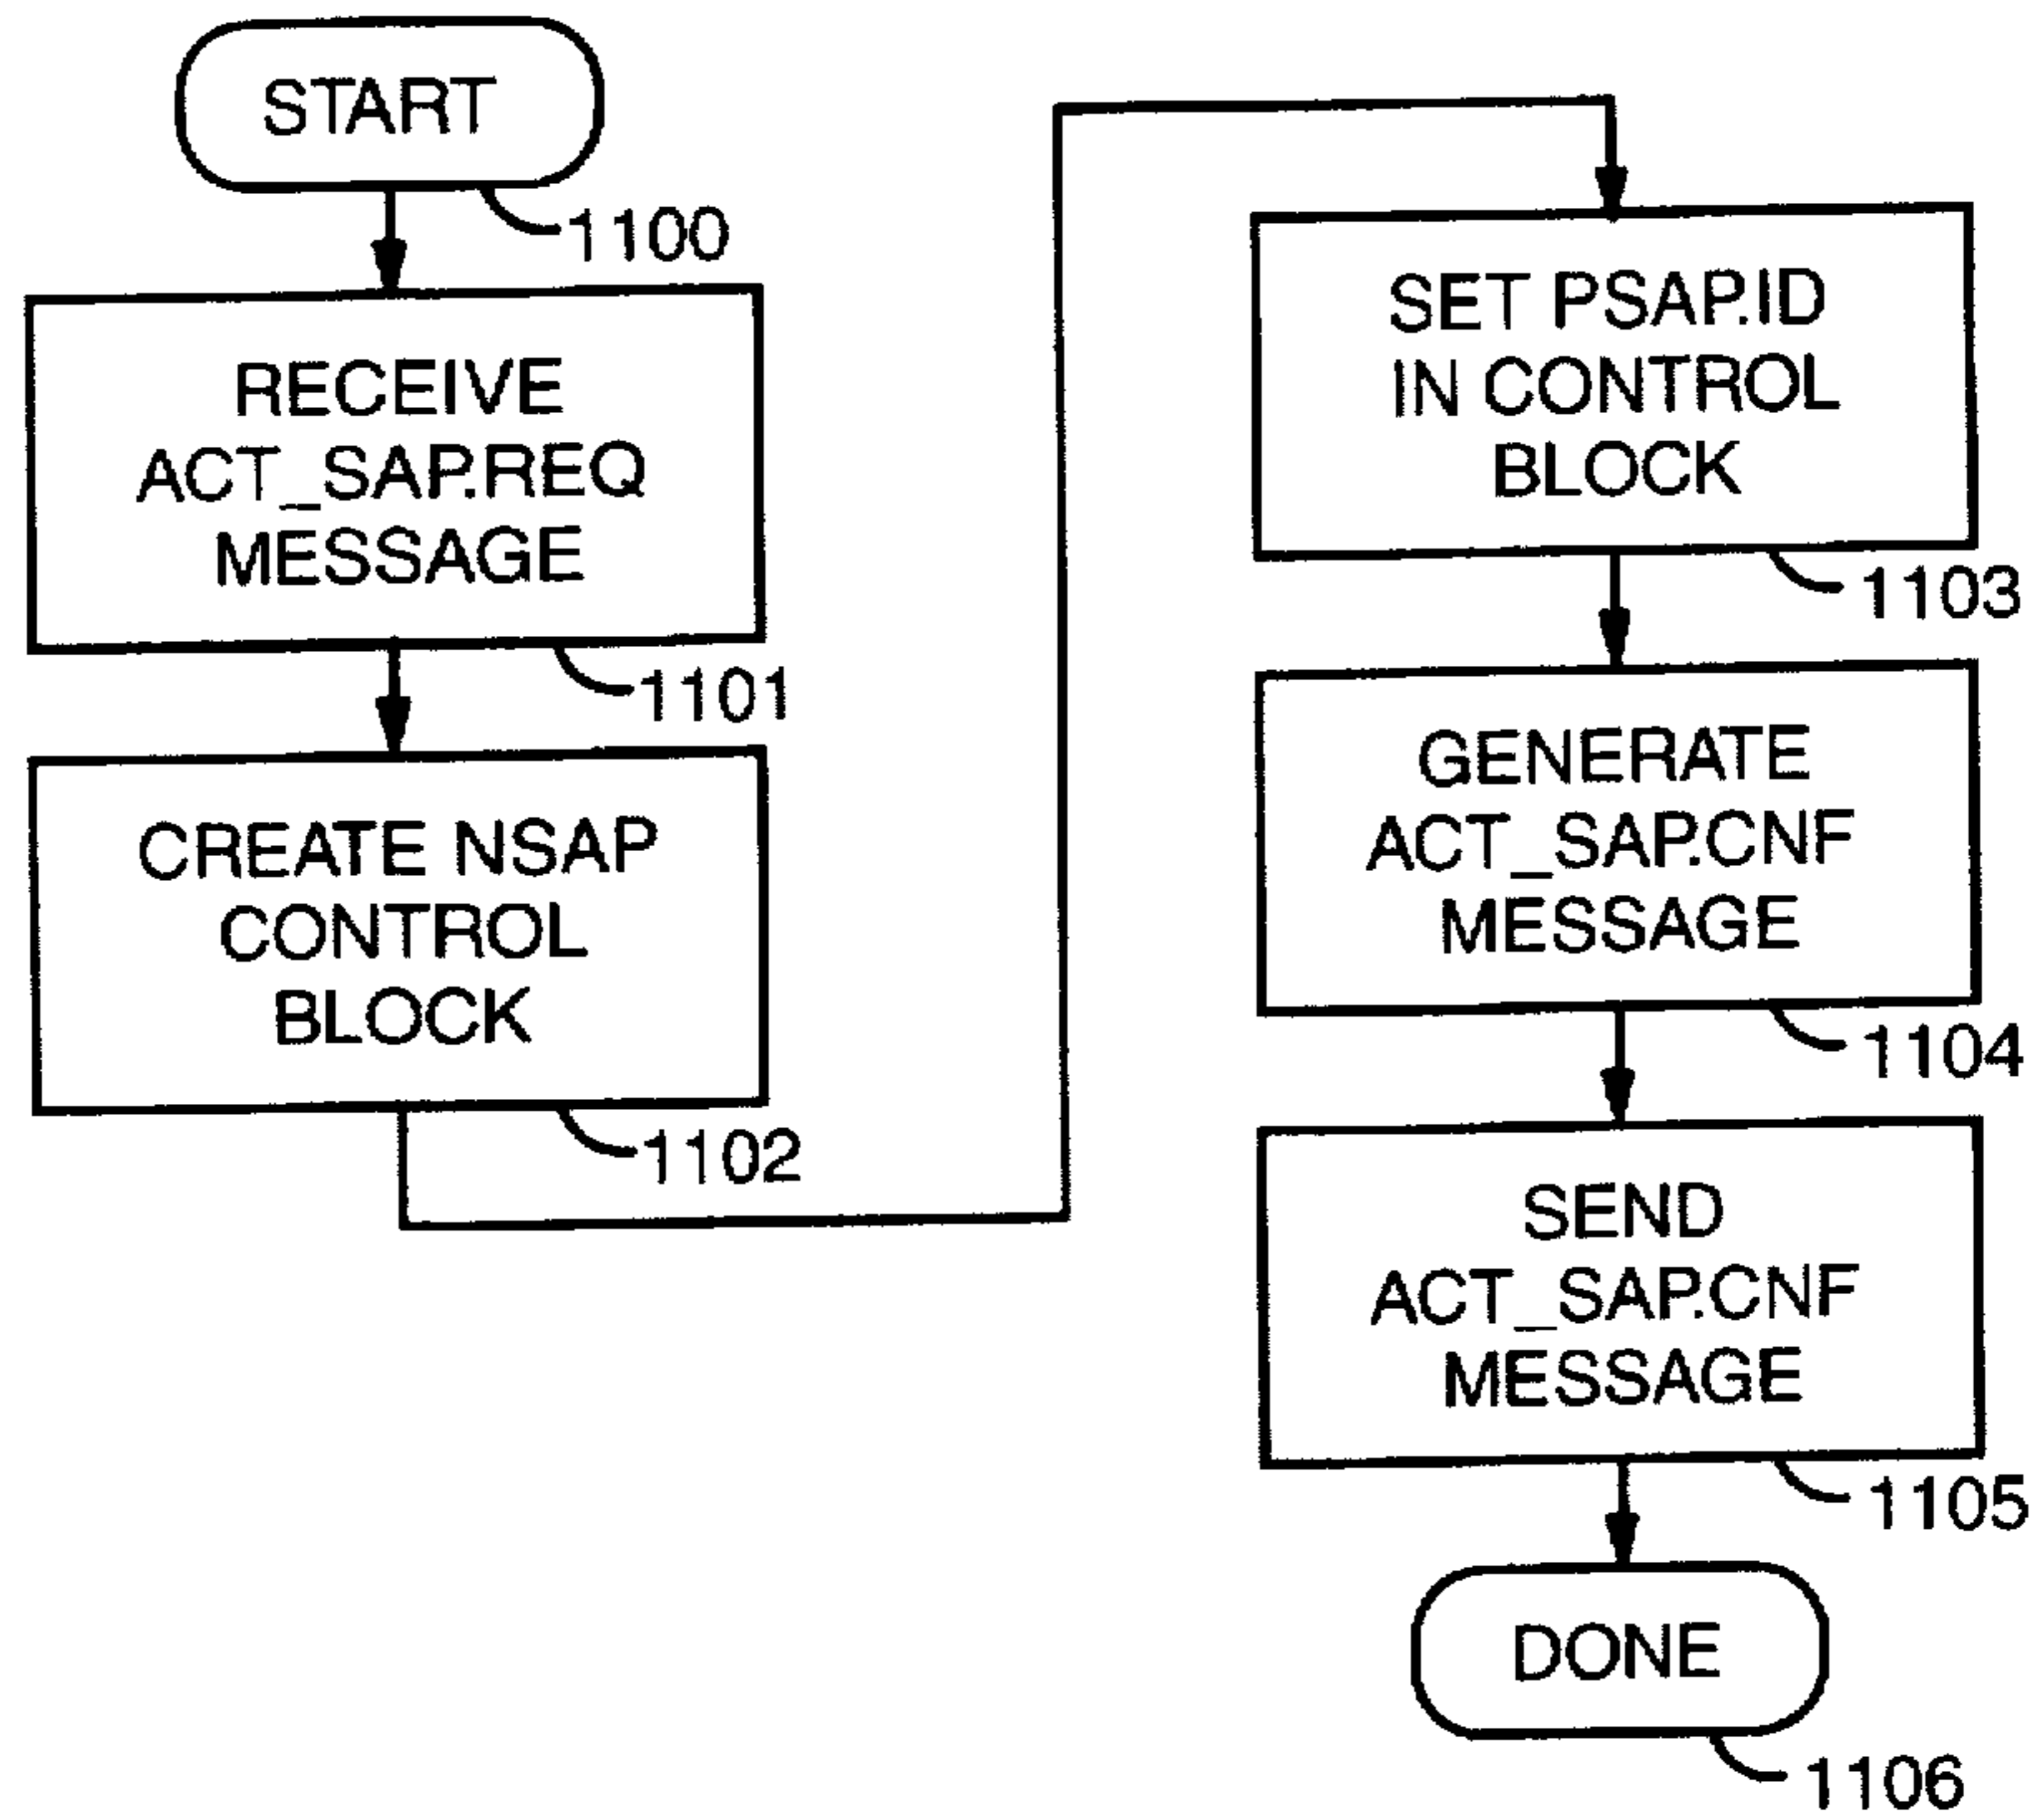 START
1100
RECEIVE
ACT_SAP.REQ
MESSAGE
1101
CREATE NSAP
CONTROL
BLOCK
1102
SET PSAP.ID
IN CONTROL
BLOCK
1103
GENERATE
ACT_SAP.CNF
MESSAGE
1104
SEND
ACT_SAP.CNF
MESSAGE
1105
DONE
1106